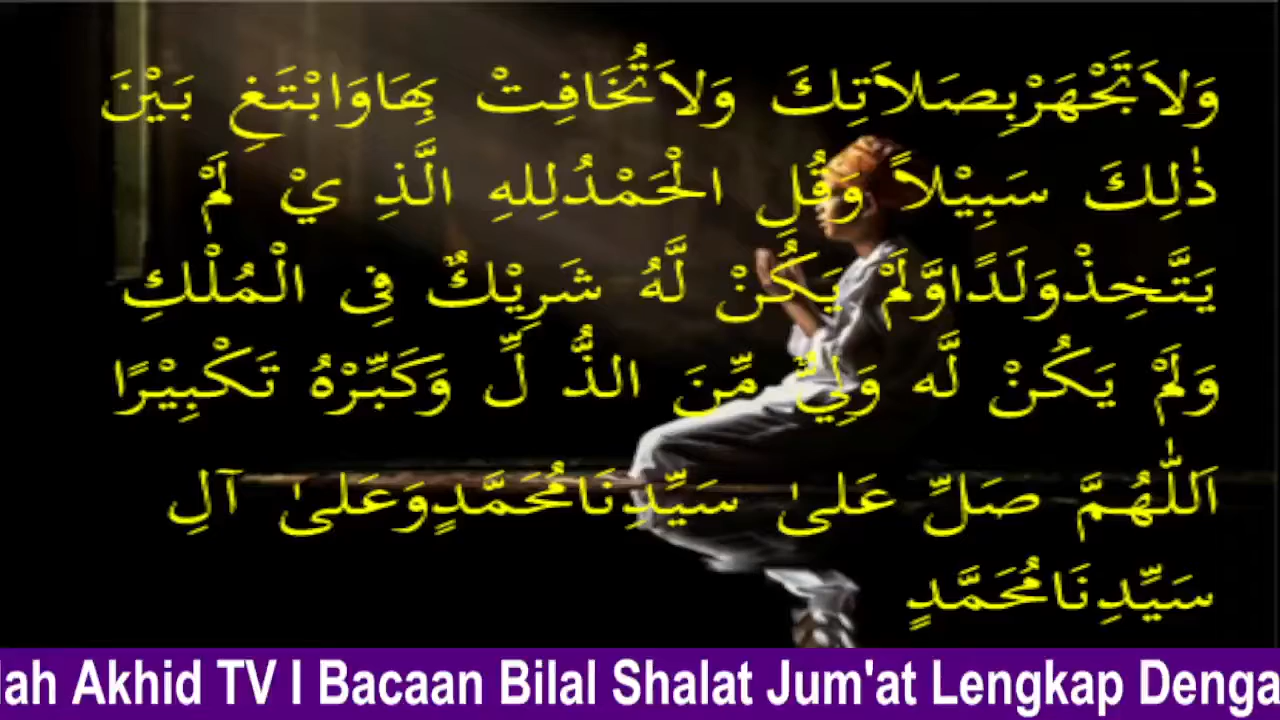 وَلاَتَجْهَرْبِصَلاَتِكَ وَلاَتُخَافِتْ بِهَاوَابْتَغِ بَيْنَ
ذٰلِكَ سَبِيْلاً وَقُلِ الْحَمْدُلِلهِ الَّذِ يْ لَمْ
يَتَّخِذْوَلَدًاوَّلَمْ يَكُنْ لَّهُ شَرِيْكٌ فِى الْمُلْكِ
وَلَمْ يَكُنْ لَّه وَلِيٌّ مِّنَ الذُّ لِّ وَكَبِّرْهُ تَكْبِيْرًا
اَللّٰهُمَّ صَلِّ عَلىٰ سَيِّدِنَامُحَمَّدٍوَعَلىٰ آلِ
سَيِّدِنَامُحَمَّدٍ
lah Akhid TV I Bacaan Bilal Shalat Jum'at Lengkap Denga